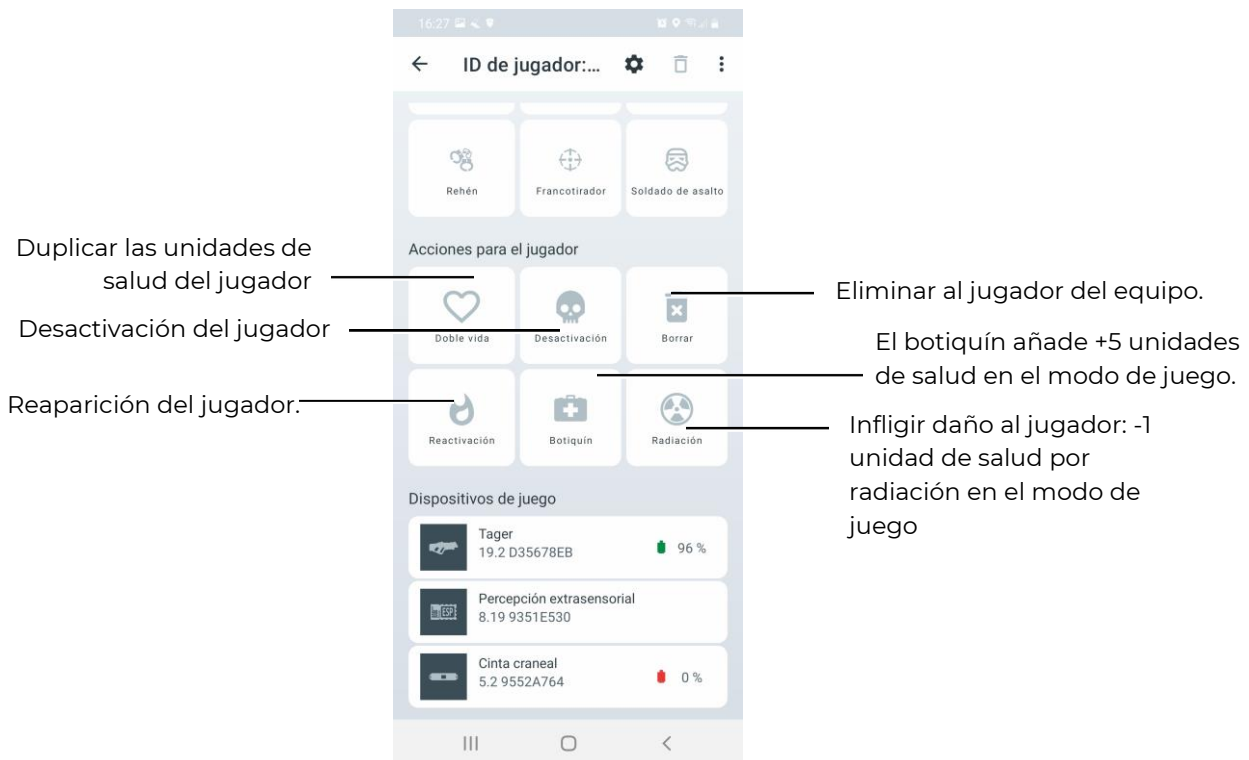 16:27
ID de jugador:...
Rehén
Francotirador
Soldado de asalto
Acciones para el jugador
Duplicar las unidades de
salud del jugador
Desactivación del jugador
Reaparición del jugador.
Doble vida
Desactivación
Borrar
Reactivación
Botiquín
Radiación
Eliminar al jugador del equipo.
El botiquín añade +5 unidades
de salud en el modo de juego.
Infligir daño al jugador: -1
unidad de salud por
radiación en el modo de
juego
Dispositivos de juego
Tager
19.2 D35678EB
96 %
ESP
Percepción extrasensorial
8.19 9351E530
Cinta craneal
5.2 9552A764
0 %